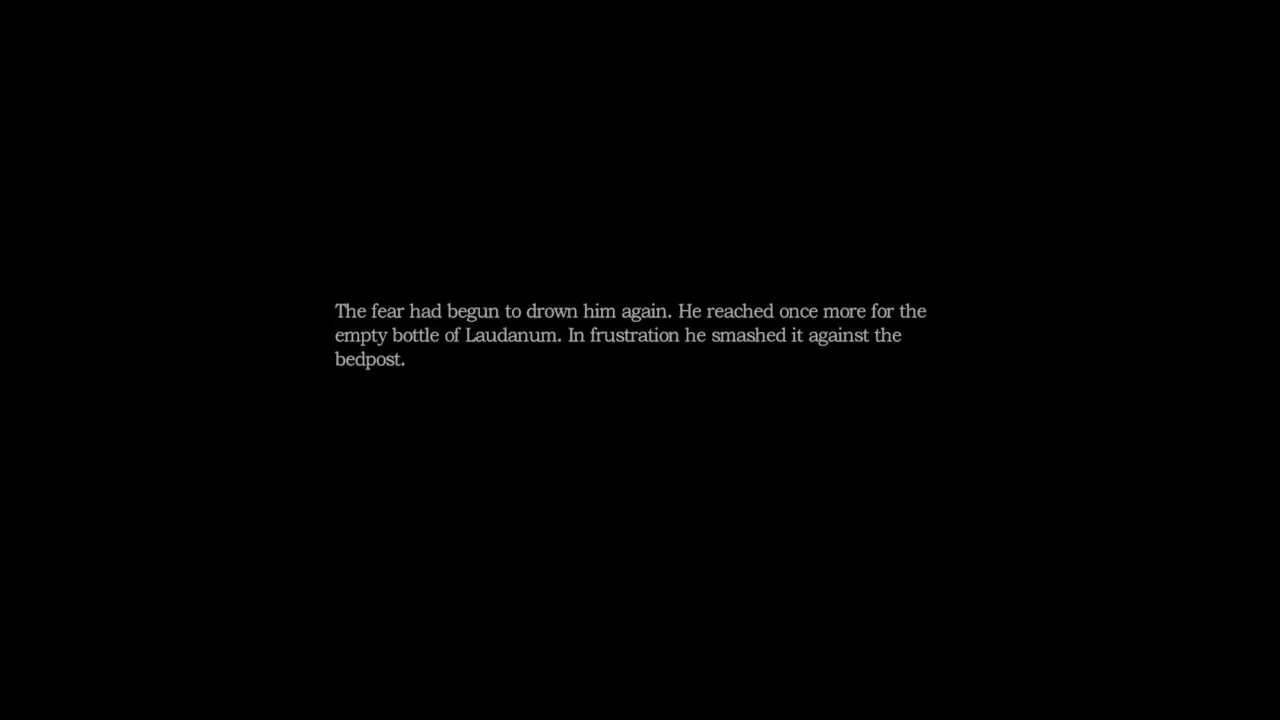 The fear had begun to drown him again. He reached once more for the
empty bottle of Laudanum. In frustration he smashed it against the
bedpost.